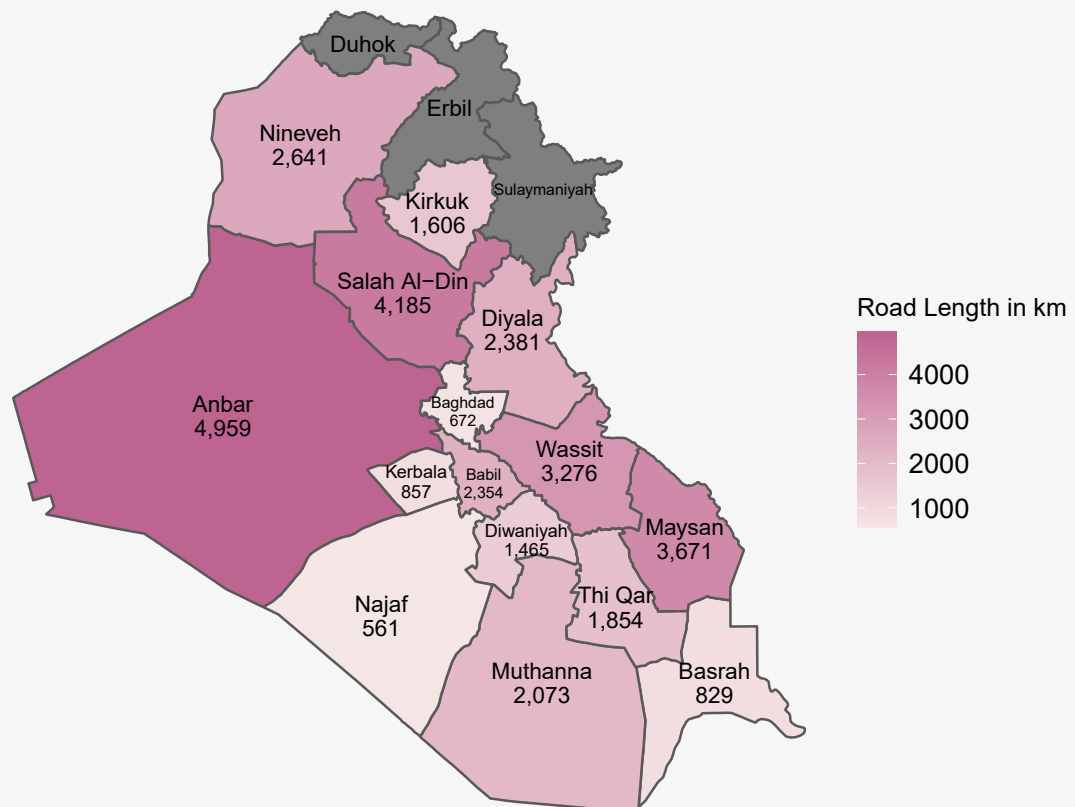 Duhok
Erbil
Nineveh
2,641
Sulaymaniyah
Kirkuk
1,606
Salah Al−Din
4,185
Diyala
2,381
Anbar
4,959
Baghdad
672
Wassit
3,276
Kerbala
857
Babil
2,354
Diwaniyah
1,465
Maysan
3,671
Najaf
561
Thi Qar
1,854
Muthanna
2,073
Basrah
829
Road Length in km
4000
3000
2000
1000